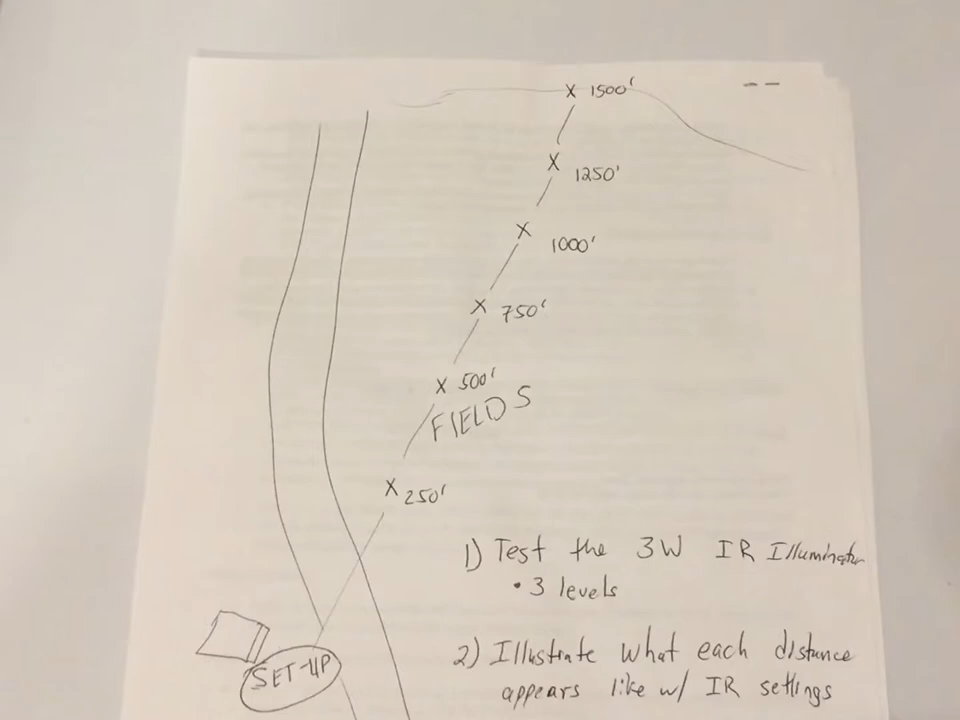 X 1500'
X 1250'
X 1000'
X 750'
X 500'
FIELDS
X 250'
1) Test the 3W IR Illuminator
• 3 levels
2) Illustrate what each distance
appears like w/ IR settings
SET-UP